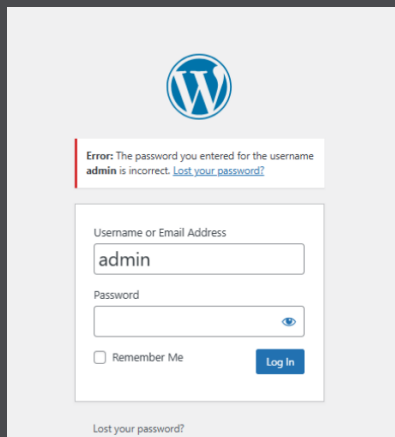 Error: The password you entered for the username
admin is incorrect. Lost your password?
Username or Email Address
admin
Password
Remember Me
Log In
Lost your password?